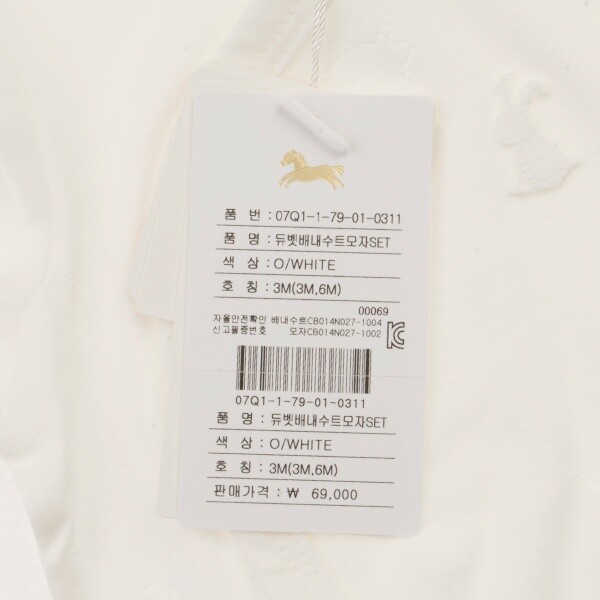 품 번 : 07Q1-1-79-01-0311
품 명 : 듀벳배내수트모자SET
색 상 : O/WHITE
호 칭 : 3M(3M,6M)
00069
자율안전확인 배내수트CB014N027-1004
신고필증번호 모자CB014N027-1002
07Q1-1-79-01-0311
품 명 : 듀벳배내수트모자SET
색 상 : O/WHITE
호 칭 : 3M(3M,6M)
판매가격 : ₩ 69,000